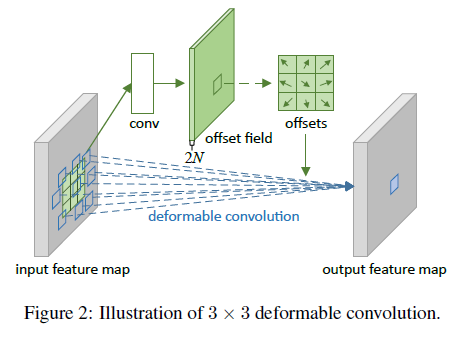 conv
offset field
offsets
2N
deformable convolution
input feature map
output feature map
Figure 2: Illustration of 3 × 3 deformable convolution.